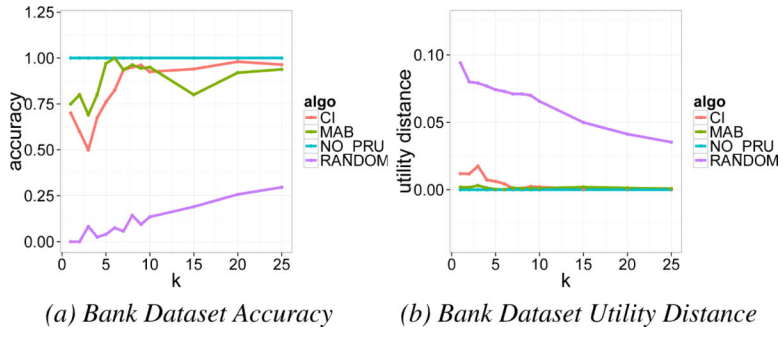 1.25
1.00
0.75
0.50
0.25
0.00
accuracy
0 5 10 15 20 25
k
algo
CI
MAB
NO_PRU
RANDOM
(a) Bank Dataset Accuracy
0.10
0.05
0.00
utility distance
0 5 10 15 20 25
k
algo
CI
MAB
NO_PRU
RANDOM
(b) Bank Dataset Utility Distance